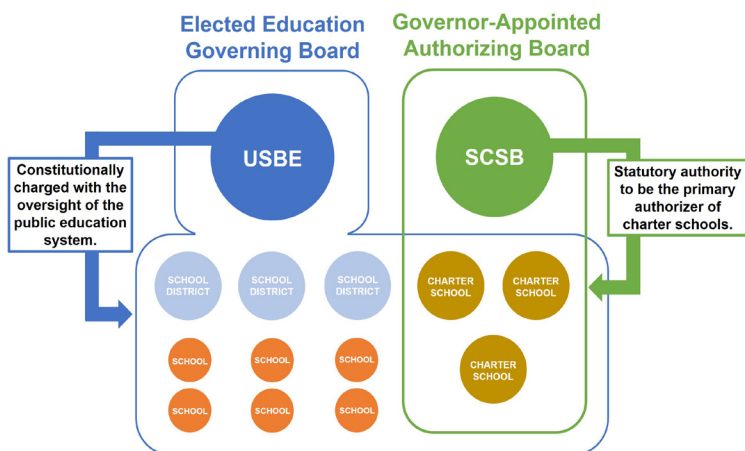 Elected Education
Governing Board
Governor-Appointed
Authorizing Board
USBE
SCSB
Constitutionally
charged with the
oversight of the
public education
system.
Statutory authority
to be the primary
authorizer of
charter schools.
SCHOOL
DISTRICT
SCHOOL
DISTRICT
SCHOOL
DISTRICT
CHARTER
SCHOOL
CHARTER
SCHOOL
SCHOOL
SCHOOL
SCHOOL
CHARTER
SCHOOL
SCHOOL
SCHOOL
SCHOOL